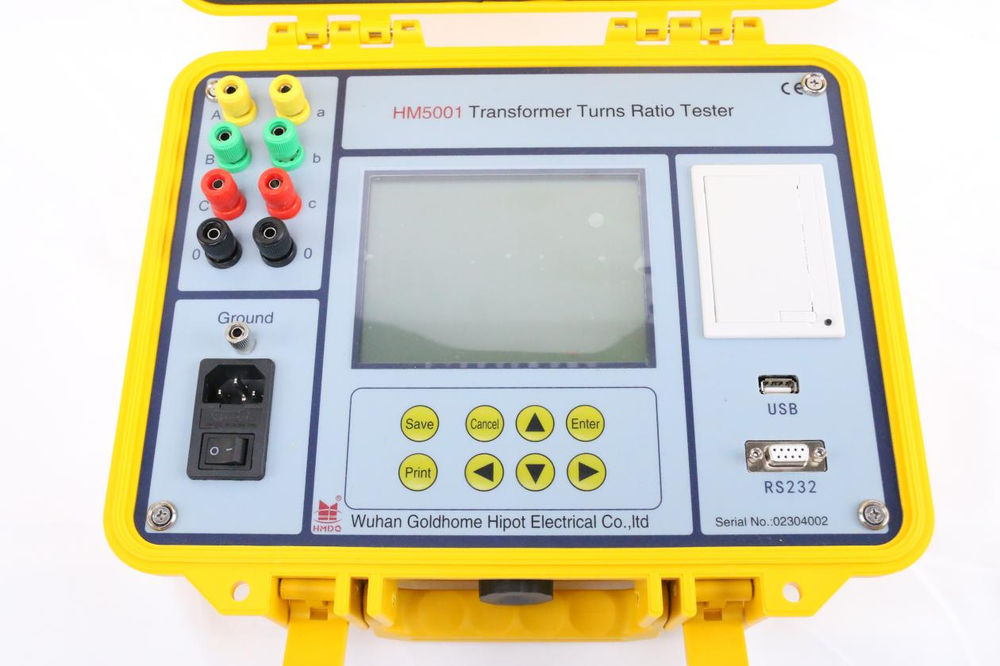 HM5001 Transformer Turns Ratio Tester
CE
A a
B b
C c
0 0
Ground
O –
Save Cancel Enter
Print
USB
RS232
HMDQ ®
Wuhan Goldhome Hipot Electrical Co.,ltd
Serial No.:02304002